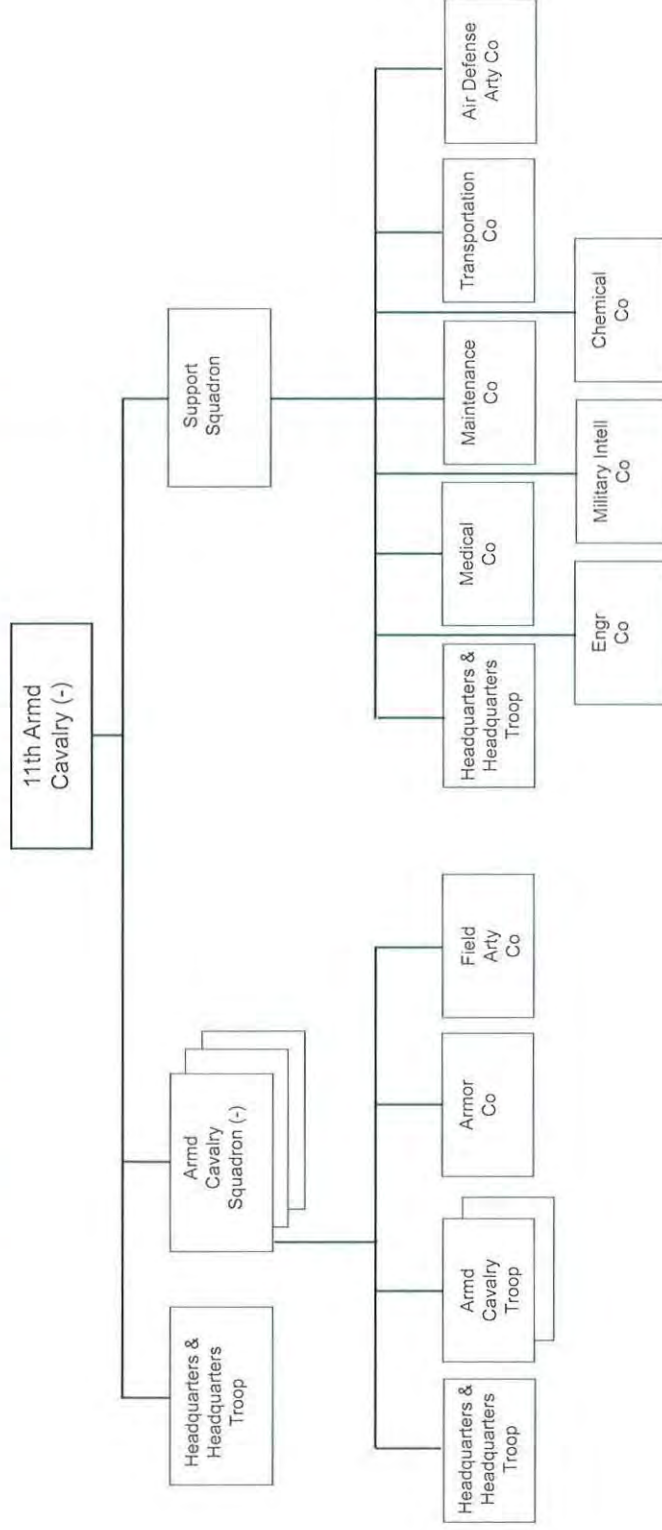 11th Armd
Cavalry (-)
Headquarters &
Headquarters
Troop
Armd
Cavalry
Squadron (-)
Support
Squadron
Headquarters &
Headquarters
Troop
Armd
Cavalry
Troop
Armor
Co
Field
Arty
Co
Headquarters &
Headquarters
Troop
Medical
Co
Maintenance
Co
Transportation
Co
Air Defense
Arty Co
Engr
Co
Military Intell
Co
Chemical
Co